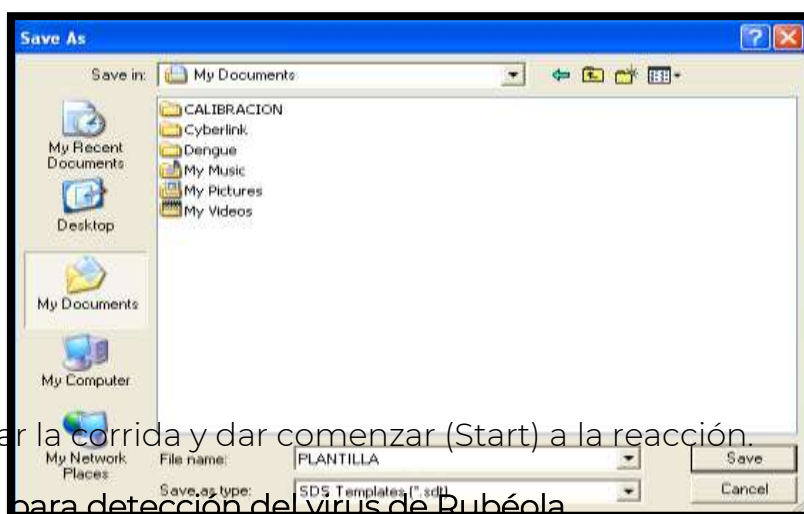 Save As
Save in:
My Documents
My Recent
Documents
Desktop
My Documents
My Computer
My Network
Places
CALIBRACION
Cyberlink
Dengue
My Music
My Pictures
My Videos
ar la corrida y dar comenzar (Start) a la reacción.
File name:
PLANTILLA
Save
Save as type:
SDS Templates (*.sdt)
Cancel
para detección del virus de Rubéola